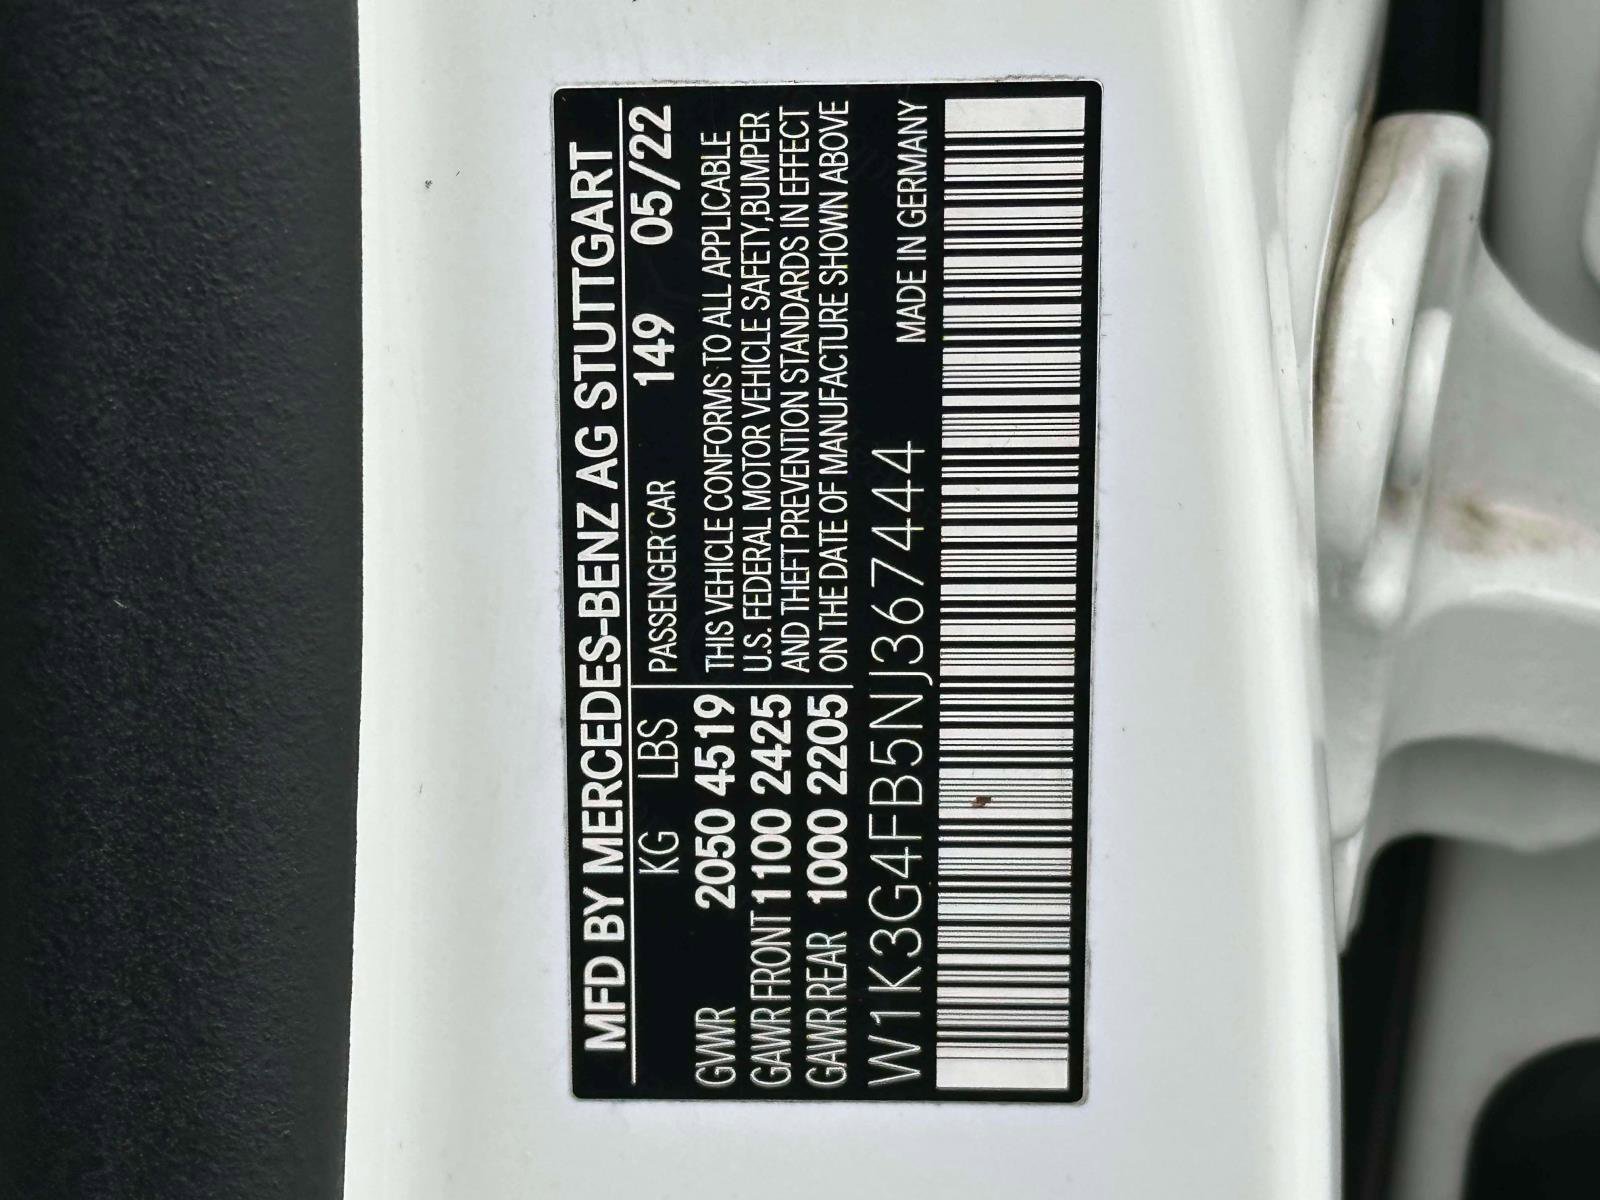 MFD BY MERCEDES-BENZ AG STUTTGART
KG LBS PASSENGER CAR 149 05/22
GVWR 2050 4519 THIS VEHICLE CONFORMS TO ALL APPLICABLE
U.S. FEDERAL MOTOR VEHICLE SAFETY, BUMPER
GAWR FRONT 1100 2425 AND THEFT PREVENTION STANDARDS IN EFFECT
GAWR REAR 1000 2205 ON THE DATE OF MANUFACTURE SHOWN ABOVE
W1K3G4FB5NJ367444 MADE IN GERMANY